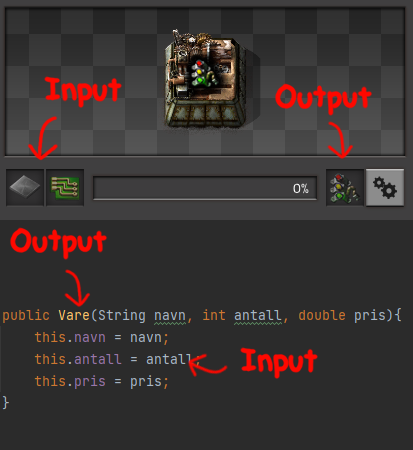 Input
Output
0%
Output
public Vare(String navn, int antall, double pris){
this.navn = navn;
this.antall = antall;
Input
this.pris = pris;
}